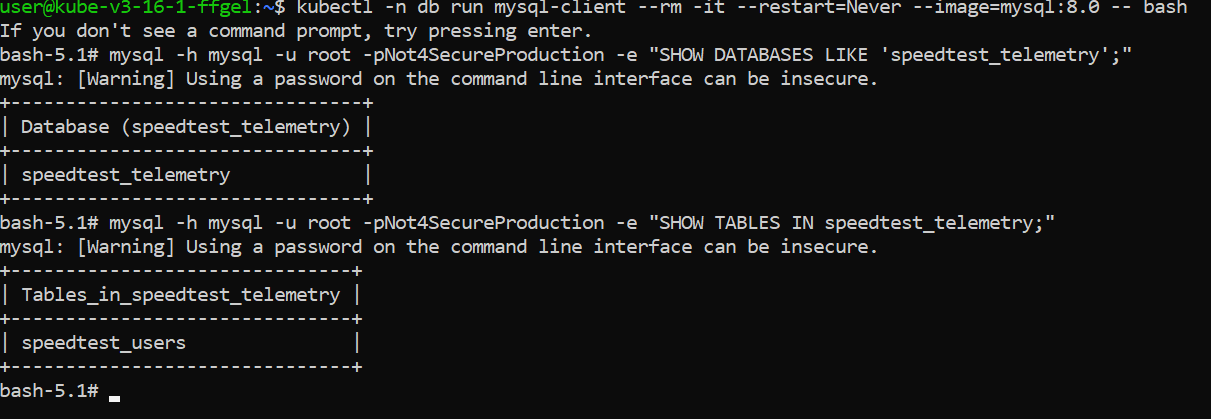 user@kube-v3-16-1-ffgel:~$ kubectl -n db run mysql-client --rm -it --restart=Never --image=mysql:8.0 -- bash
If you don't see a command prompt, try pressing enter.
bash-5.1# mysql -h mysql -u root -pNot4SecureProduction -e "SHOW DATABASES LIKE 'speedtest_telemetry';"
mysql: [Warning] Using a password on the command line interface can be insecure.
+--------------------------------+
| Database (speedtest_telemetry) |
+--------------------------------+
| speedtest_telemetry            |
+--------------------------------+
bash-5.1# mysql -h mysql -u root -pNot4SecureProduction -e "SHOW TABLES IN speedtest_telemetry;"
mysql: [Warning] Using a password on the command line interface can be insecure.
+-------------------------------+
| Tables_in_speedtest_telemetry |
+-------------------------------+
| speedtest_users               |
+-------------------------------+
bash-5.1#